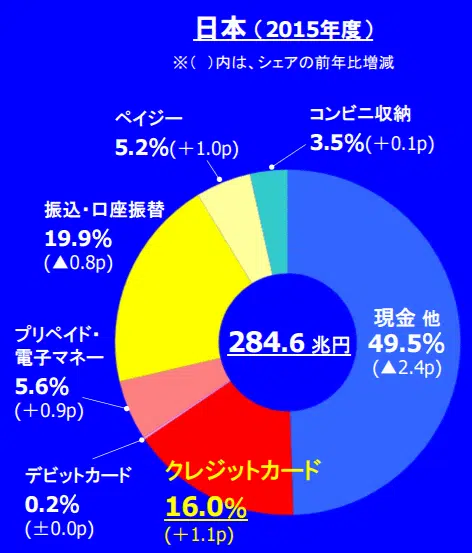 日本（2015年度）
※（　）内は、シェアの前年比増減
コンビニ収納
3.5%(＋0.1p)
ペイジー
5.2%(＋1.0p)
振込・口座振替
19.9%
(▲0.8p)
現金 他
49.5%
(▲2.4p)
284.6 兆円
プリペイド・
電子マネー
5.6%
(＋0.9p)
デビットカード
0.2%
(±0.0p)
クレジットカード
16.0%
(＋1.1p)